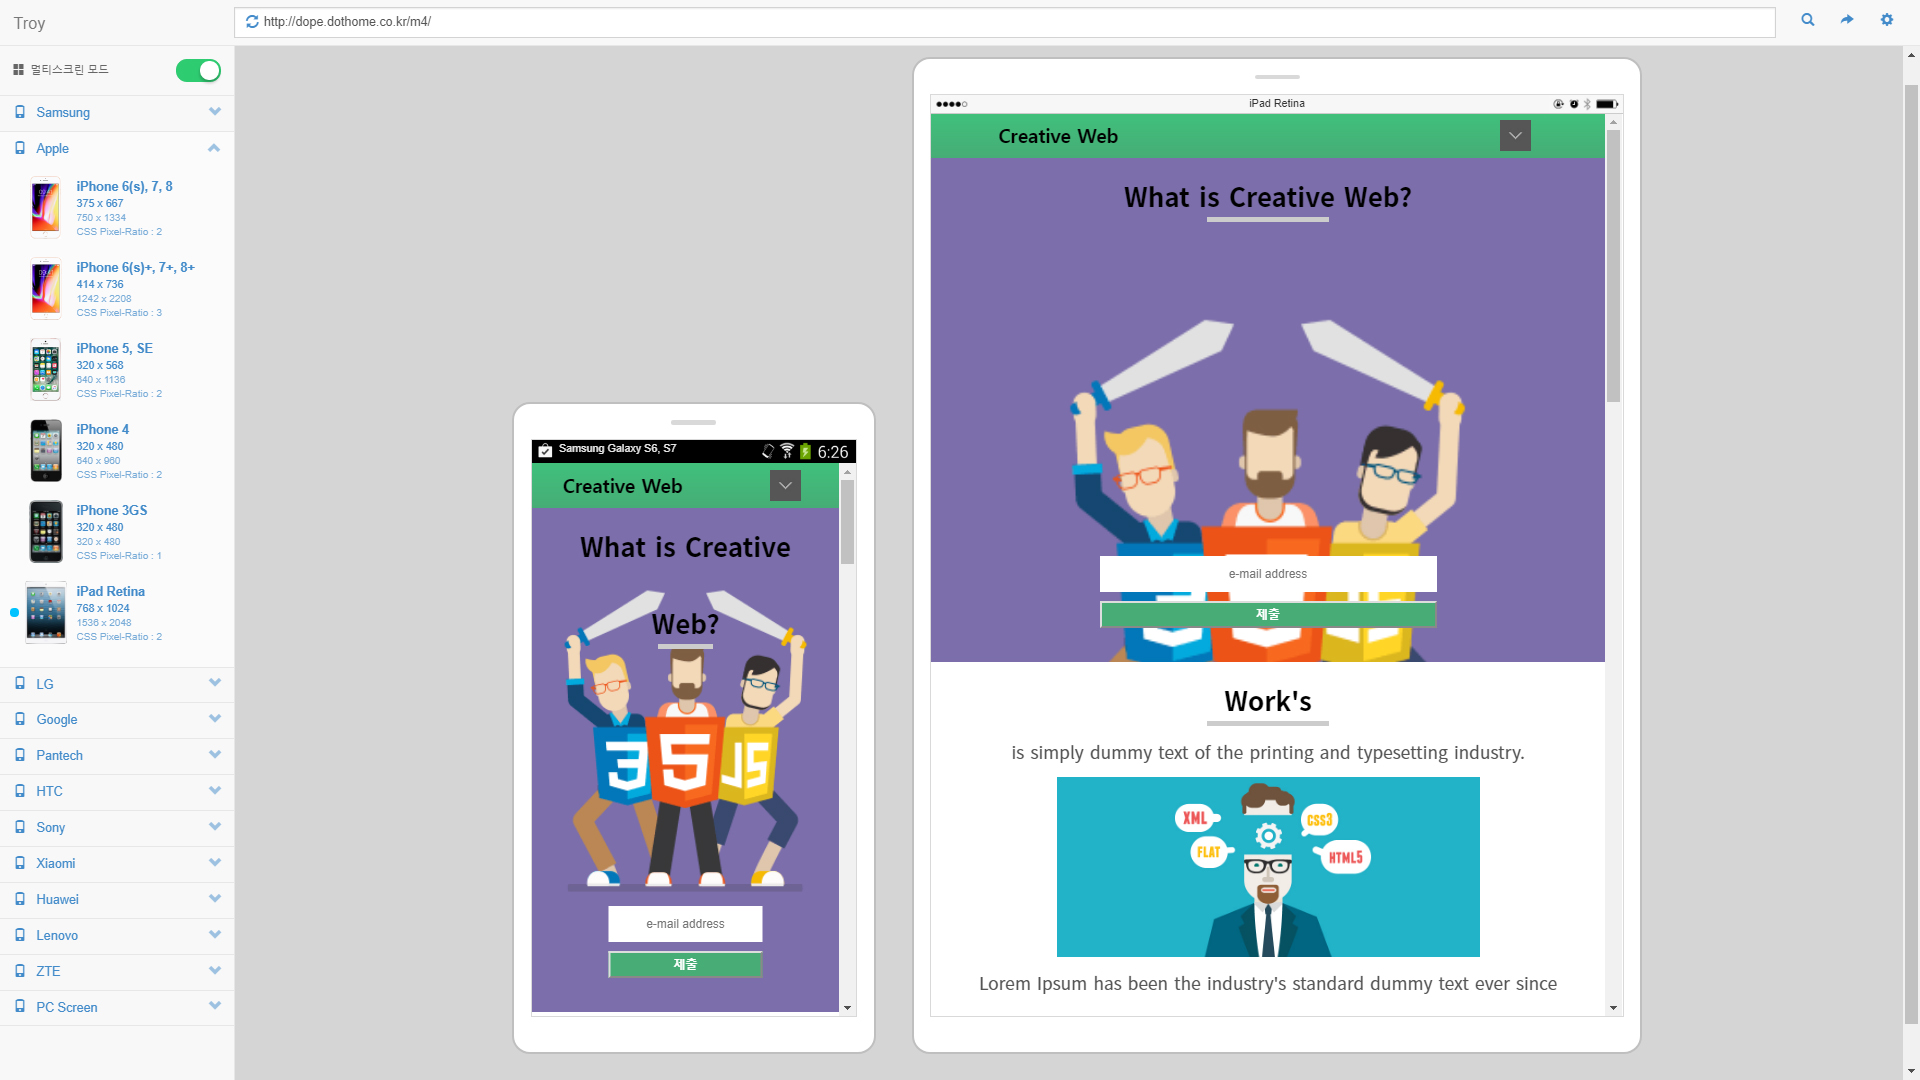 Troy
http://dope.dothome.co.kr/m4/
멀티스크린 모드
Samsung
Apple
iPhone 6(s), 7, 8
375 x 667
750 x 1334
CSS Pixel-Ratio : 2
iPhone 6(s)+, 7+, 8+
414 x 736
1242 x 2208
CSS Pixel-Ratio : 3
iPhone 5, SE
320 x 568
640 x 1136
CSS Pixel-Ratio : 2
iPhone 4
320 x 480
640 x 960
CSS Pixel-Ratio : 2
iPhone 3GS
320 x 480
320 x 480
CSS Pixel-Ratio : 1
iPad Retina
768 x 1024
1536 x 2048
CSS Pixel-Ratio : 2
LG
Google
Pantech
HTC
Sony
Xiaomi
Huawei
Lenovo
ZTE
PC Screen
Samsung Galaxy S6, S7
6:26
Creative Web
What is Creative
Web?
3
5
JS
e-mail address
제출
iPad Retina
Creative Web
What is Creative Web?
e-mail address
제출
Work's
is simply dummy text of the printing and typesetting industry.
XML
CSS3
FLAT
HTML5
Lorem Ipsum has been the industry's standard dummy text ever since